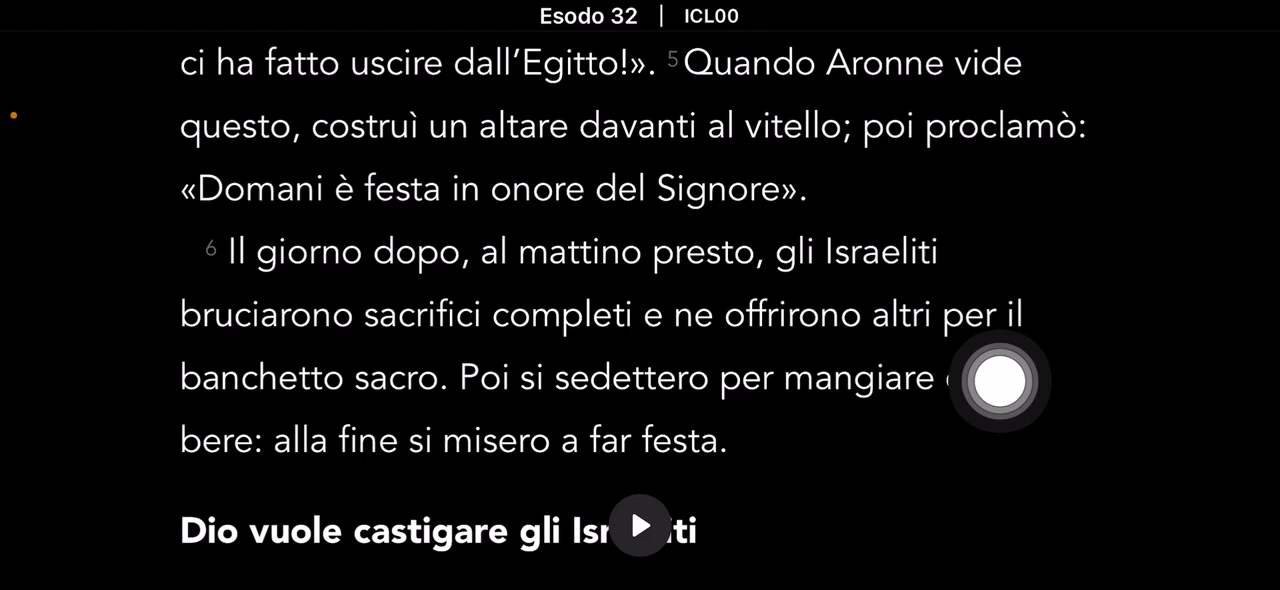 Esodo 32 | ICL00
ci ha fatto uscire dall’Egitto!». 5 Quando Aronne vide
questo, costruì un altare davanti al vitello; poi proclamò:
«Domani è festa in onore del Signore».
6 Il giorno dopo, al mattino presto, gli Israeliti
bruciarono sacrifici completi e ne offrirono altri per il
banchetto sacro. Poi si sedettero per mangiare
bere: alla fine si misero a far festa.
Dio vuole castigare gli